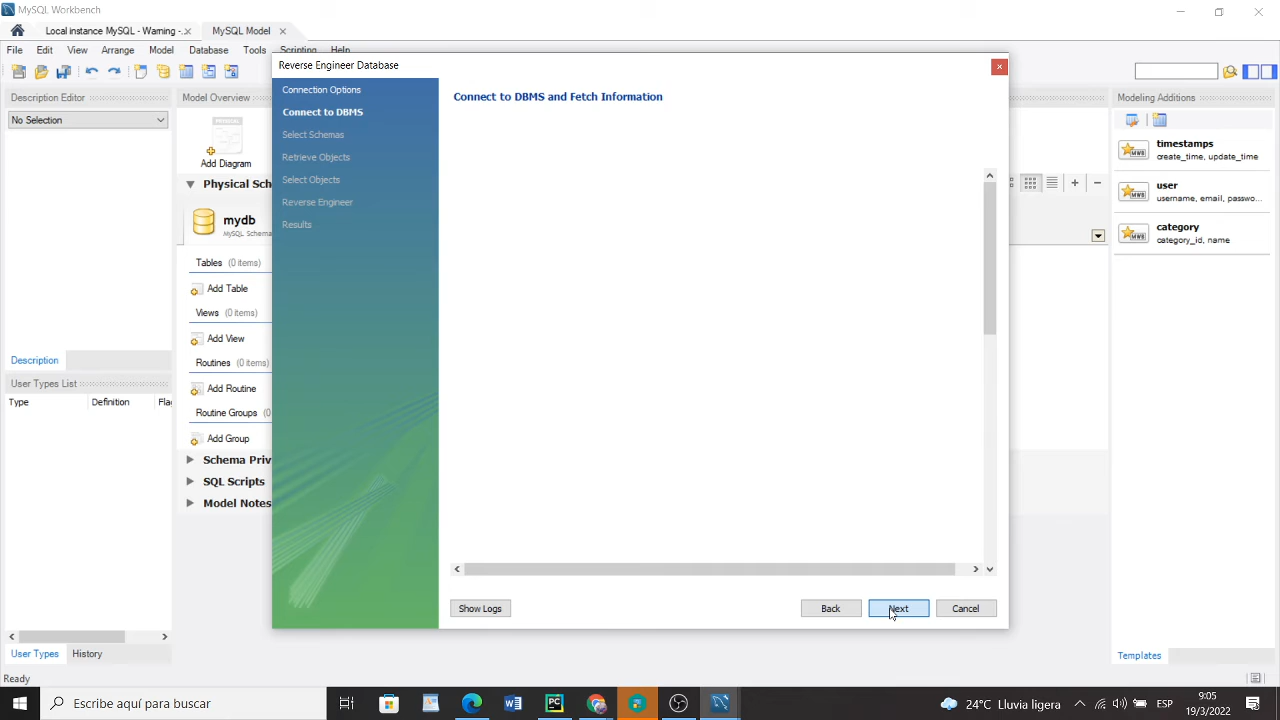 MySQL Workbench
Local instance MySQL - Warning -... MySQL Model
File Edit View Arrange Model Database Tools Scripting Help
Reverse Engineer Database
Description Editor
No Selection
Model Overview
Add Diagram
Physical Sch
mydb
MySQL Schema
Tables (0 items)
Add Table
Views (0 items)
Add View
Routines (0 items)
Add Routine
Routine Groups (0
Add Group
Schema Priv
SQL Scripts
Model Notes
Description
User Types List
Type Definition Flag
User Types History
Ready
Connection Options
Connect to DBMS
Select Schemas
Retrieve Objects
Select Objects
Reverse Engineer
Results
Connect to DBMS and Fetch Information
Show Logs Back Next Cancel
Modeling Additions
timestamps
create_time, update_time
user
username, email, passwo...
category
category_id, name
Templates
Escribe aquí para buscar
24°C Lluvia ligera
ESP
9:05
19/3/2022